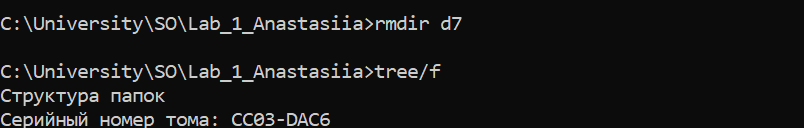 C:\University\SO\Lab_1_Anastasiia>rmdir d7
C:\University\SO\Lab_1_Anastasiia>tree/f
Структура папок
Серийный номер тома: CC03-DAC6